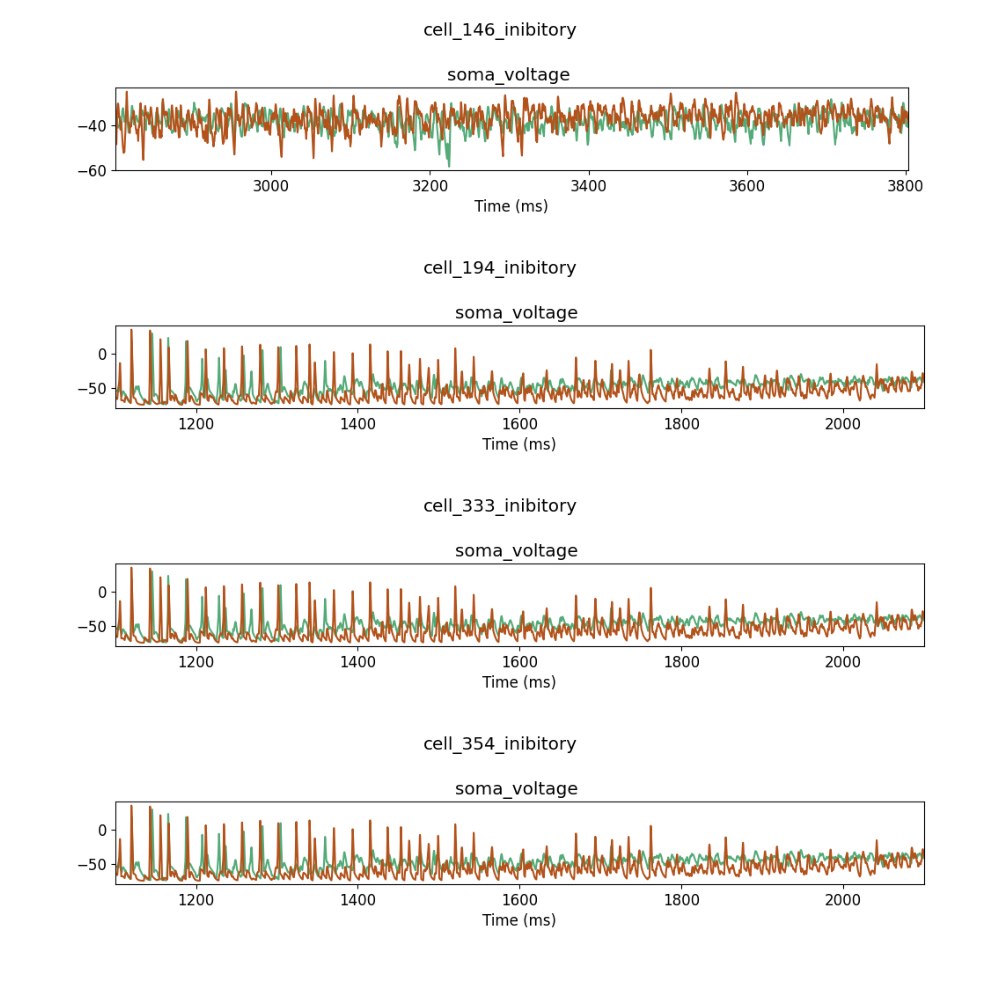 cell_146_inibitory
soma_voltage
−40
−60
3000 3200 3400 3600 3800
Time (ms)
cell_194_inibitory
soma_voltage
0
−50
1200 1400 1600 1800 2000
Time (ms)
cell_333_inibitory
soma_voltage
0
−50
1200 1400 1600 1800 2000
Time (ms)
cell_354_inibitory
soma_voltage
0
−50
1200 1400 1600 1800 2000
Time (ms)